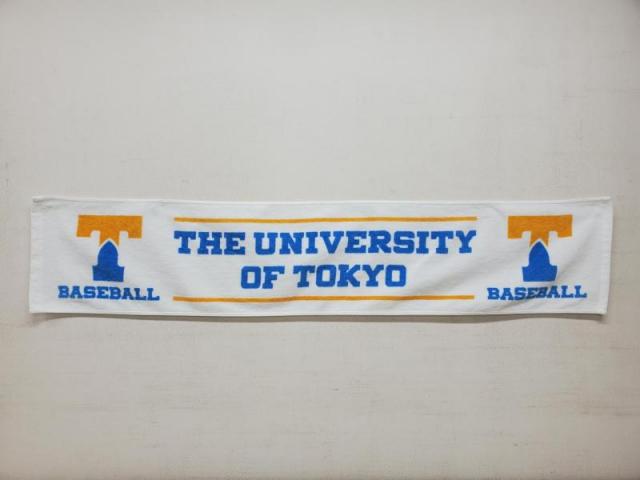 T
BASEBALL
THE UNIVERSITY
OF TOKYO
T
BASEBALL